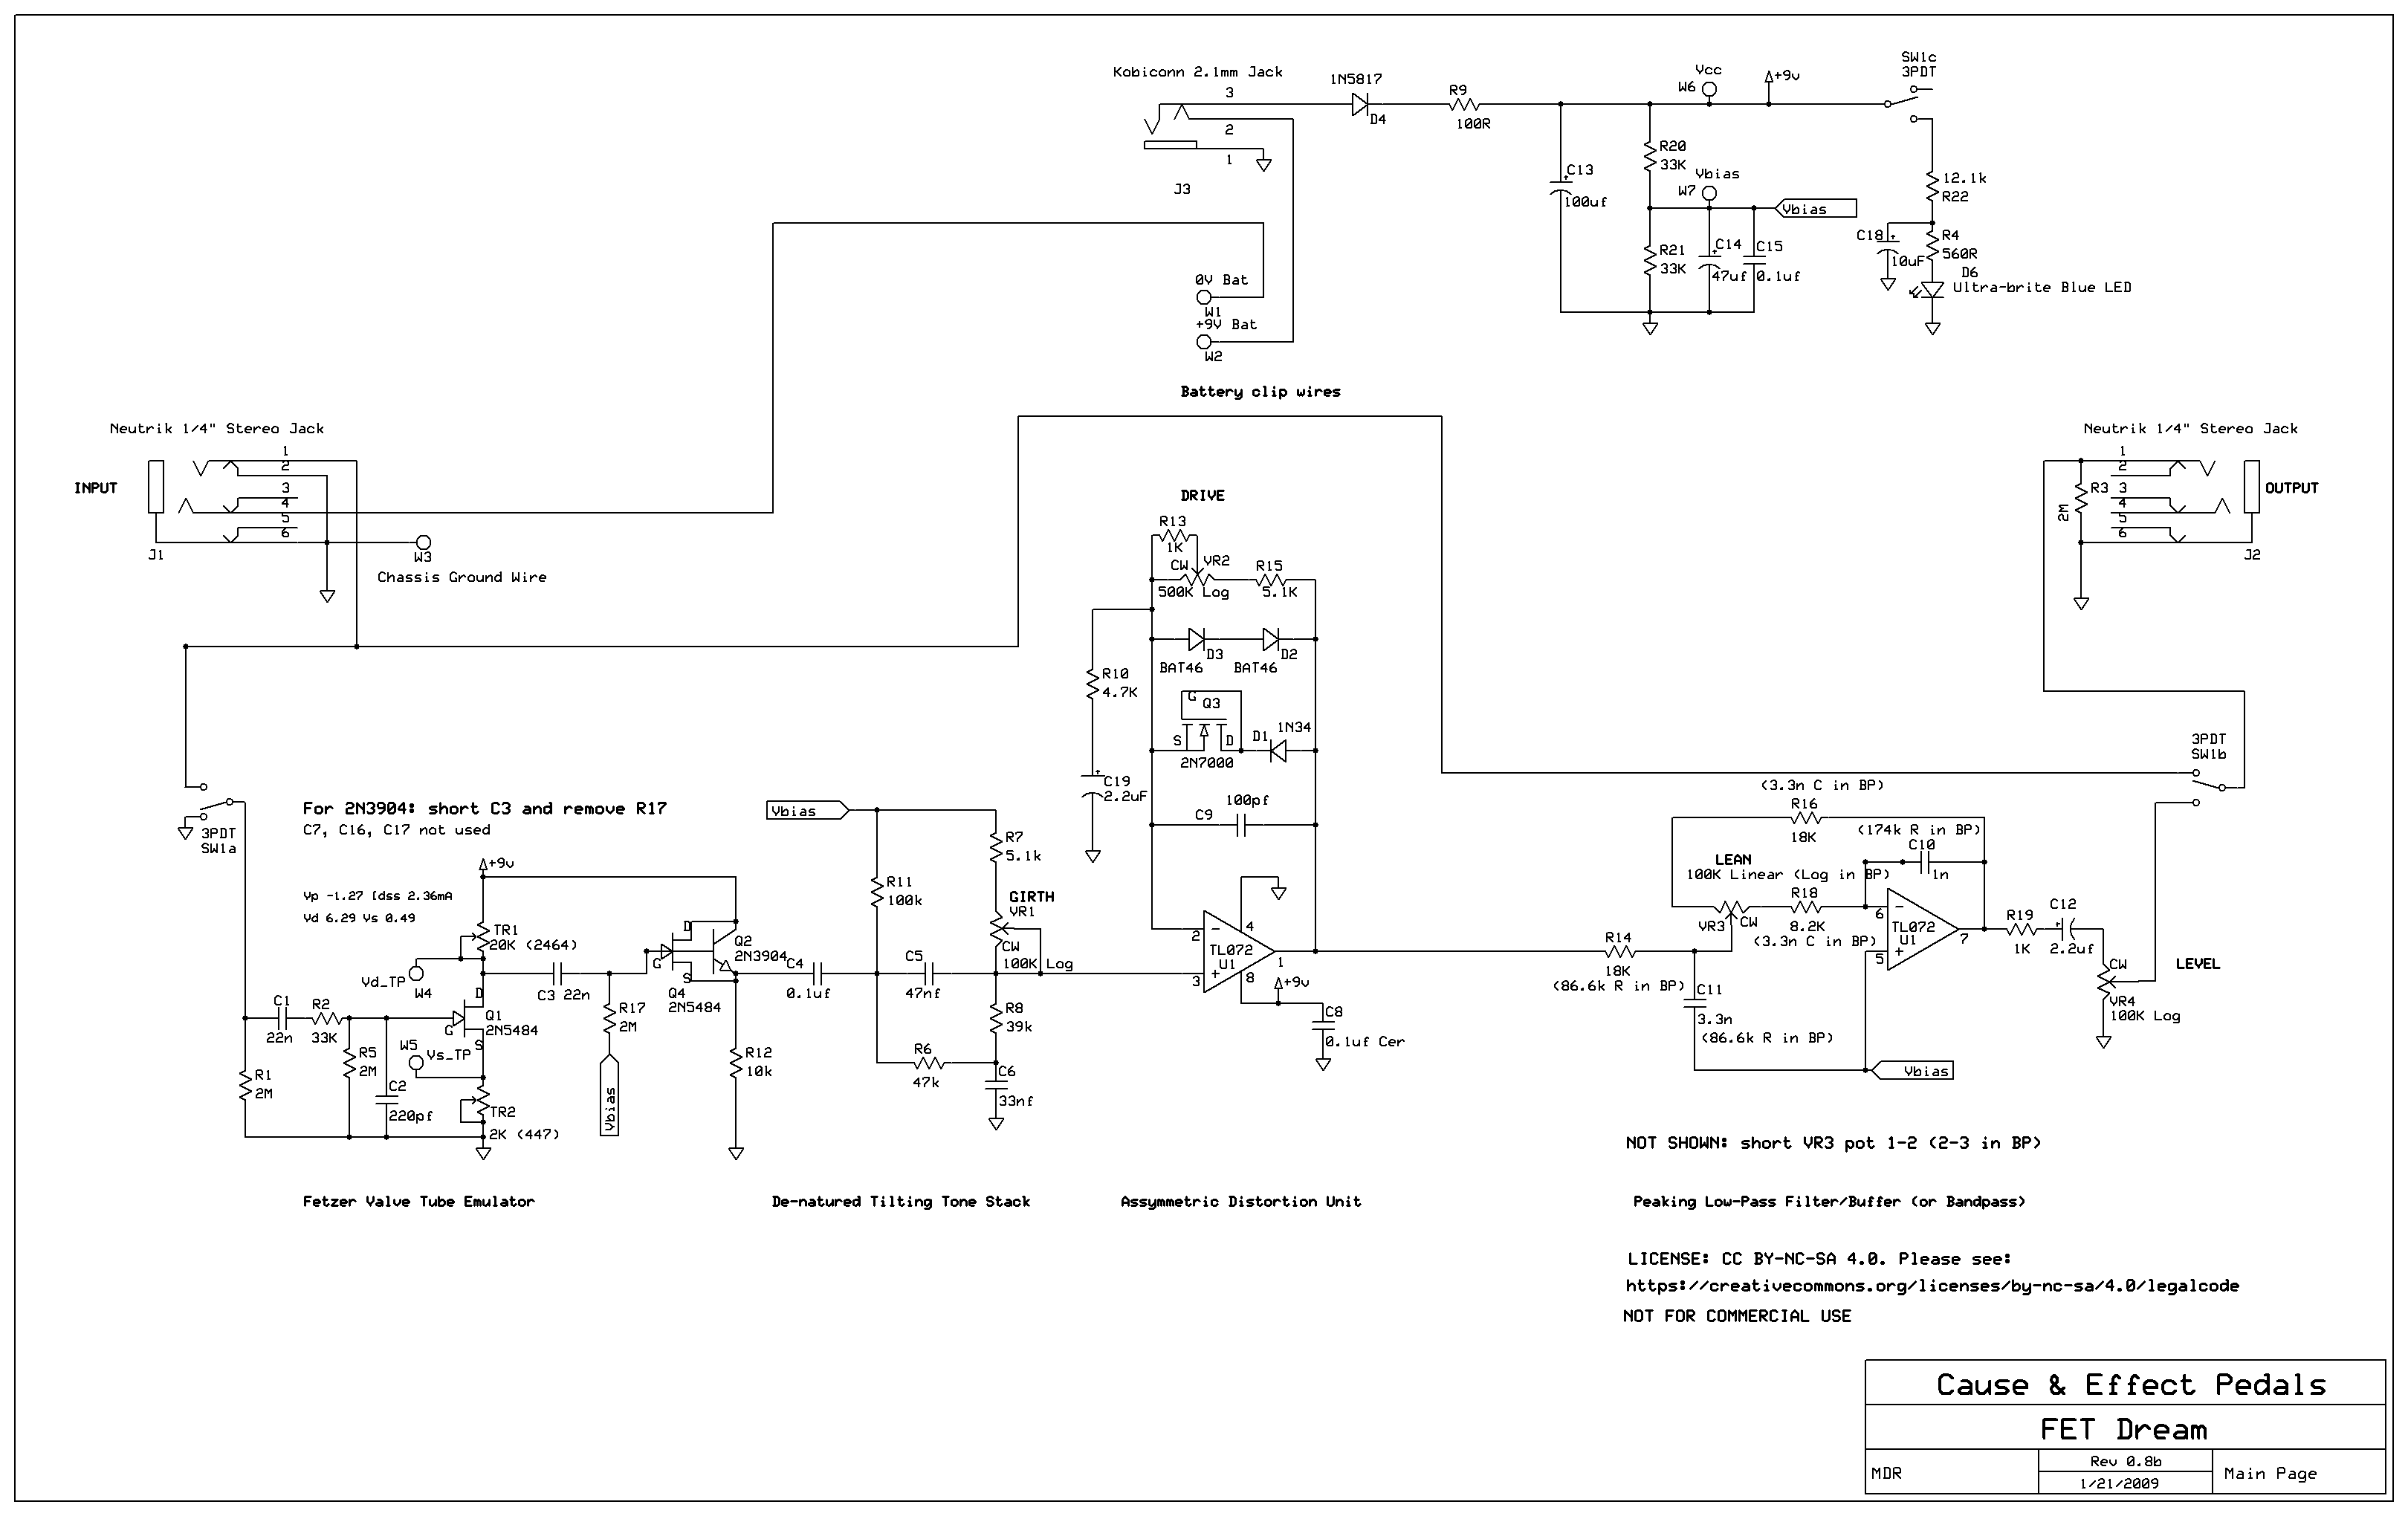 Kobiconn 2.1mm Jack
3
2
1
J3
1N5817
D4
R9
100R
Vcc
W6
+9v
SW1c
3PDT
C13
100uf
R20
33K
Vbias
W7
Vbias
R21
33K
C14
47uf
C15
0.1uf
12.1k
R22
C18
10uF
R4
560R
D6
Ultra-brite Blue LED
0V Bat
W1
+9V Bat
W2
Battery clip wires
Neutrik 1/4" Stereo Jack
INPUT
1
2
3
4
5
6
J1
W3
Chassis Ground Wire
Neutrik 1/4" Stereo Jack
OUTPUT
1
2
3
4
5
6
R3
2M
J2
DRIVE
R13
1K
CW
VR2
500K Log
R15
5.1K
D3
BAT46
D2
BAT46
R10
4.7K
G
Q3
S
D
2N7000
D1
1N34
C19
2.2uF
100pf
C9
3PDT
SW1a
3PDT
SW1b
For 2N3904: short C3 and remove R17
C7, C16, C17 not used
+9v
Vp -1.27 Idss 2.36mA
Vd 6.29 Vs 0.49
TR1
20K (2464)
Vd_TP
W4
C1
22n
R2
33K
D
Q1
2N5484
G
S
W5
Vs_TP
R1
2M
R5
2M
C2
220pf
TR2
2K (447)
C3 22n
R17
2M
Vbias
D
G
S
Q4
2N5484
Q2
2N3904
R12
10k
C4
0.1uf
Vbias
R11
100k
C5
47nf
R7
5.1k
GIRTH
VR1
CW
100K Log
R8
39k
R6
47k
C6
33nf
2
3
4
TL072
U1
8
1
+9v
C8
0.1uf Cer
R14
18K
(86.6k R in BP)
C11
3.3n
(86.6k R in BP)
(3.3n C in BP)
R16
18K
(174k R in BP)
C10
1n
LEAN
100K Linear (Log in BP)
VR3
CW
R18
8.2K
(3.3n C in BP)
6
5
TL072
U1
7
Vbias
R19
1K
C12
2.2uf
CW
LEVEL
VR4
100K Log
NOT SHOWN: short VR3 pot 1-2 (2-3 in BP)
Fetzer Valve Tube Emulator
De-natured Tilting Tone Stack
Assymmetric Distortion Unit
Peaking Low-Pass Filter/Buffer (or Bandpass)
LICENSE: CC BY-NC-SA 4.0. Please see:
https://creativecommons.org/licenses/by-nc-sa/4.0/legalcode
NOT FOR COMMERCIAL USE
Cause & Effect Pedals
FET Dream
MDR
Rev 0.8b
1/21/2009
Main Page